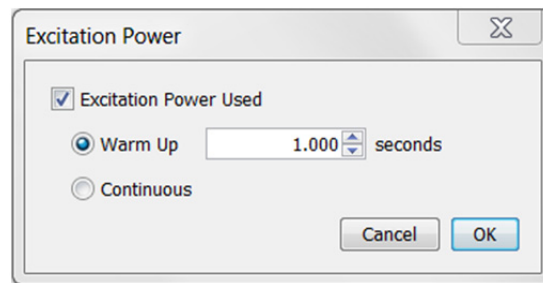 Excitation Power
Excitation Power Used
Warm Up 1.000 seconds
Continuous
Cancel OK